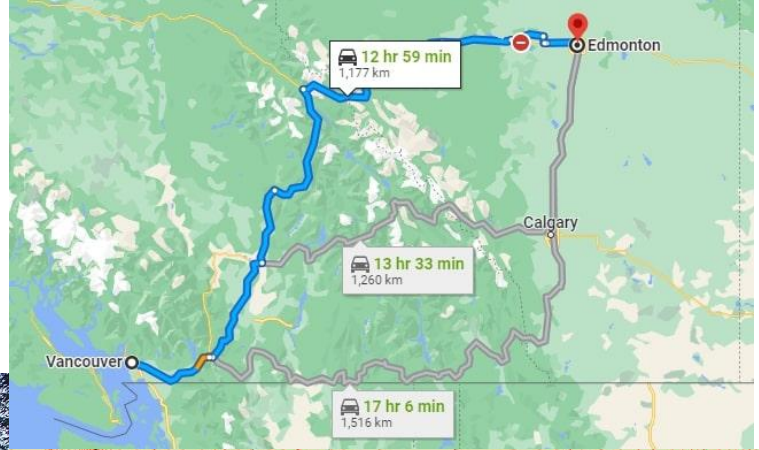 12 hr 59 min
1,177 km
Edmonton
Calgary
13 hr 33 min
1,260 km
Vancouver
17 hr 6 min
1,516 km